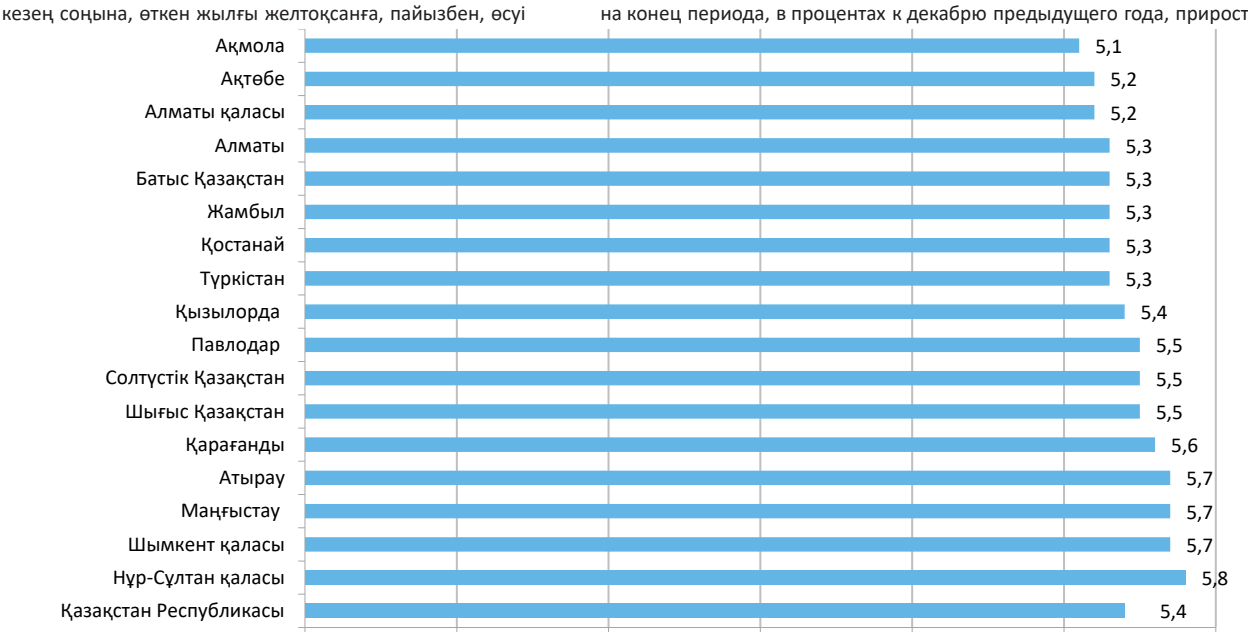 кезең соңына, өткен жылғы желтоқсанға, пайызбен, өсуі на конец периода, в процентах к декабрю предыдущего года, прирост
Ақмола 5,1
Ақтөбе 5,2
Алматы қаласы 5,2
Алматы 5,3
Батыс Қазақстан 5,3
Жамбыл 5,3
Қостанай 5,3
Түркістан 5,3
Қызылорда 5,4
Павлодар 5,5
Солтүстік Қазақстан 5,5
Шығыс Қазақстан 5,5
Қарағанды 5,6
Атырау 5,7
Маңғыстау 5,7
Шымкент қаласы 5,7
Нұр-Сұлтан қаласы 5,8
Қазақстан Республикасы 5,4